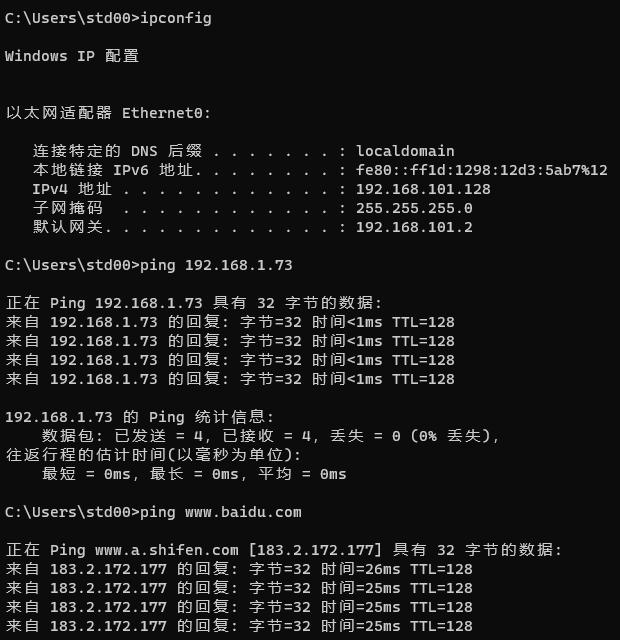 C:\Users\std00>ipconfig
Windows IP 配置
以太网适配器 Ethernet0:
连接特定的 DNS 后缀 . . . . . . . : localdomain
本地链接 IPv6 地址. . . . . . . . : fe80::ff1d:1298:12d3:5ab7%12
IPv4 地址 . . . . . . . . . . . . : 192.168.101.128
子网掩码  . . . . . . . . . . . . : 255.255.255.0
默认网关. . . . . . . . . . . . . : 192.168.101.2
C:\Users\std00>ping 192.168.1.73
正在 Ping 192.168.1.73 具有 32 字节的数据:
来自 192.168.1.73 的回复: 字节=32 时间<1ms TTL=128
来自 192.168.1.73 的回复: 字节=32 时间<1ms TTL=128
来自 192.168.1.73 的回复: 字节=32 时间<1ms TTL=128
来自 192.168.1.73 的回复: 字节=32 时间<1ms TTL=128
192.168.1.73 的 Ping 统计信息:
数据包: 已发送 = 4, 已接收 = 4, 丢失 = 0 (0% 丢失),
往返行程的估计时间(以毫秒为单位):
最短 = 0ms, 最长 = 0ms, 平均 = 0ms
C:\Users\std00>ping www.baidu.com
正在 Ping www.a.shifen.com [183.2.172.177] 具有 32 字节的数据:
来自 183.2.172.177 的回复: 字节=32 时间=26ms TTL=128
来自 183.2.172.177 的回复: 字节=32 时间=25ms TTL=128
来自 183.2.172.177 的回复: 字节=32 时间=25ms TTL=128
来自 183.2.172.177 的回复: 字节=32 时间=25ms TTL=128